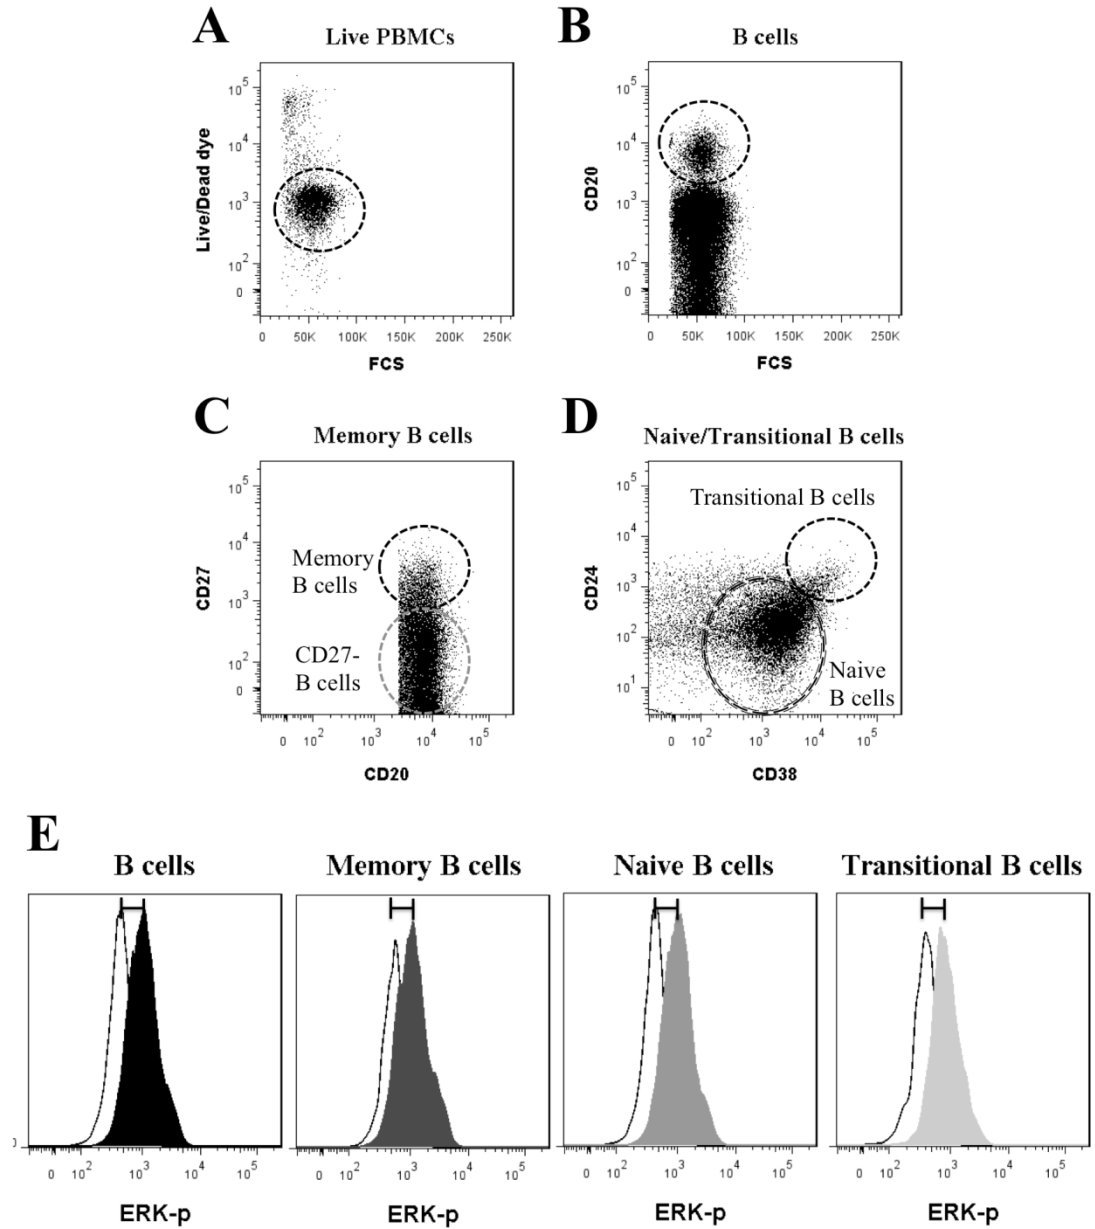 A
Live PBMCs
Live/Dead dye
10^5
10^4
10^3
10^2
0
0 50K 100K 150K 200K 250K
FCS
B
B cells
CD20
10^5
10^4
10^3
10^2
0
0 50K 100K 150K 200K 250K
FCS
C
Memory B cells
CD27
10^5
10^4
10^3
10^2
0
Memory
B cells
CD27-
B cells
0 10^2 10^3 10^4 10^5
CD20
D
Naive/Transitional B cells
CD24
10^5
10^4
10^3
10^2
10^1
Transitional B cells
Naive
B cells
0 10^2 10^3 10^4 10^5
CD38
E
B cells
0 10^2 10^3 10^4 10^5
ERK-p
Memory B cells
0 10^2 10^3 10^4 10^5
ERK-p
Naive B cells
0 10^2 10^3 10^4 10^5
ERK-p
Transitional B cells
0 10^2 10^3 10^4 10^5
ERK-p